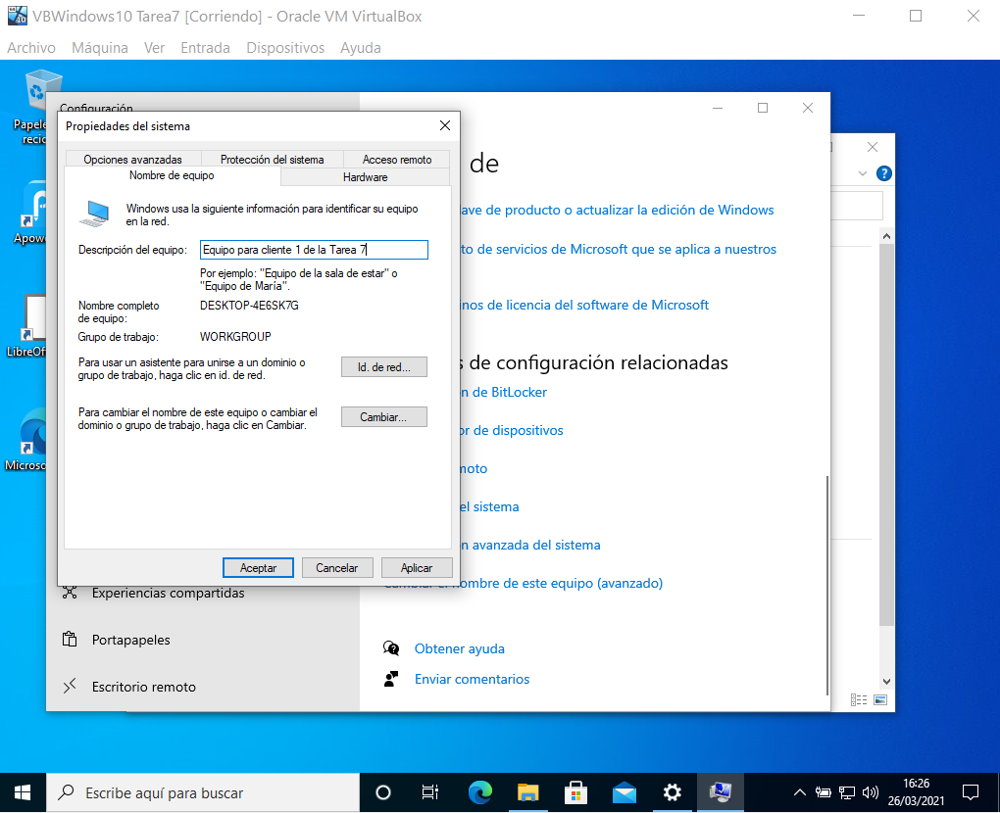 VBWindows10 Tarea7 [Corriendo] - Oracle VM VirtualBox
Archivo Máquina Ver Entrada Dispositivos Ayuda
Configuración
Propiedades del sistema
Opciones avanzadas Protección del sistema Acceso remoto
Nombre de equipo Hardware
Windows usa la siguiente información para identificar su equipo
en la red.
Descripción del equipo: Equipo para cliente 1 de la Tarea 7
Por ejemplo: "Equipo de la sala de estar" o
"Equipo de María".
Nombre completo
de equipo:
DESKTOP-4E6SK7G
Grupo de trabajo: WORKGROUP
Para usar un asistente para unirse a un dominio o
grupo de trabajo, haga clic en id. de red.
Id. de red...
Para cambiar el nombre de este equipo o cambiar el
dominio o grupo de trabajo, haga clic en Cambiar.
Cambiar...
Aceptar Cancelar Aplicar
de
ave de producto o actualizar la edición de Windows
to de servicios de Microsoft que se aplica a nuestros
nos de licencia del software de Microsoft
s de configuración relacionadas
n de BitLocker
or de dispositivos
moto
el sistema
n avanzada del sistema
Cambiar el nombre de este equipo (avanzado)
Obtener ayuda
Enviar comentarios
Experiencias compartidas
Portapapeles
Escritorio remoto
Papele
recic
Apowe
LibreOf
Microso
Escribe aquí para buscar
16:26
26/03/2021